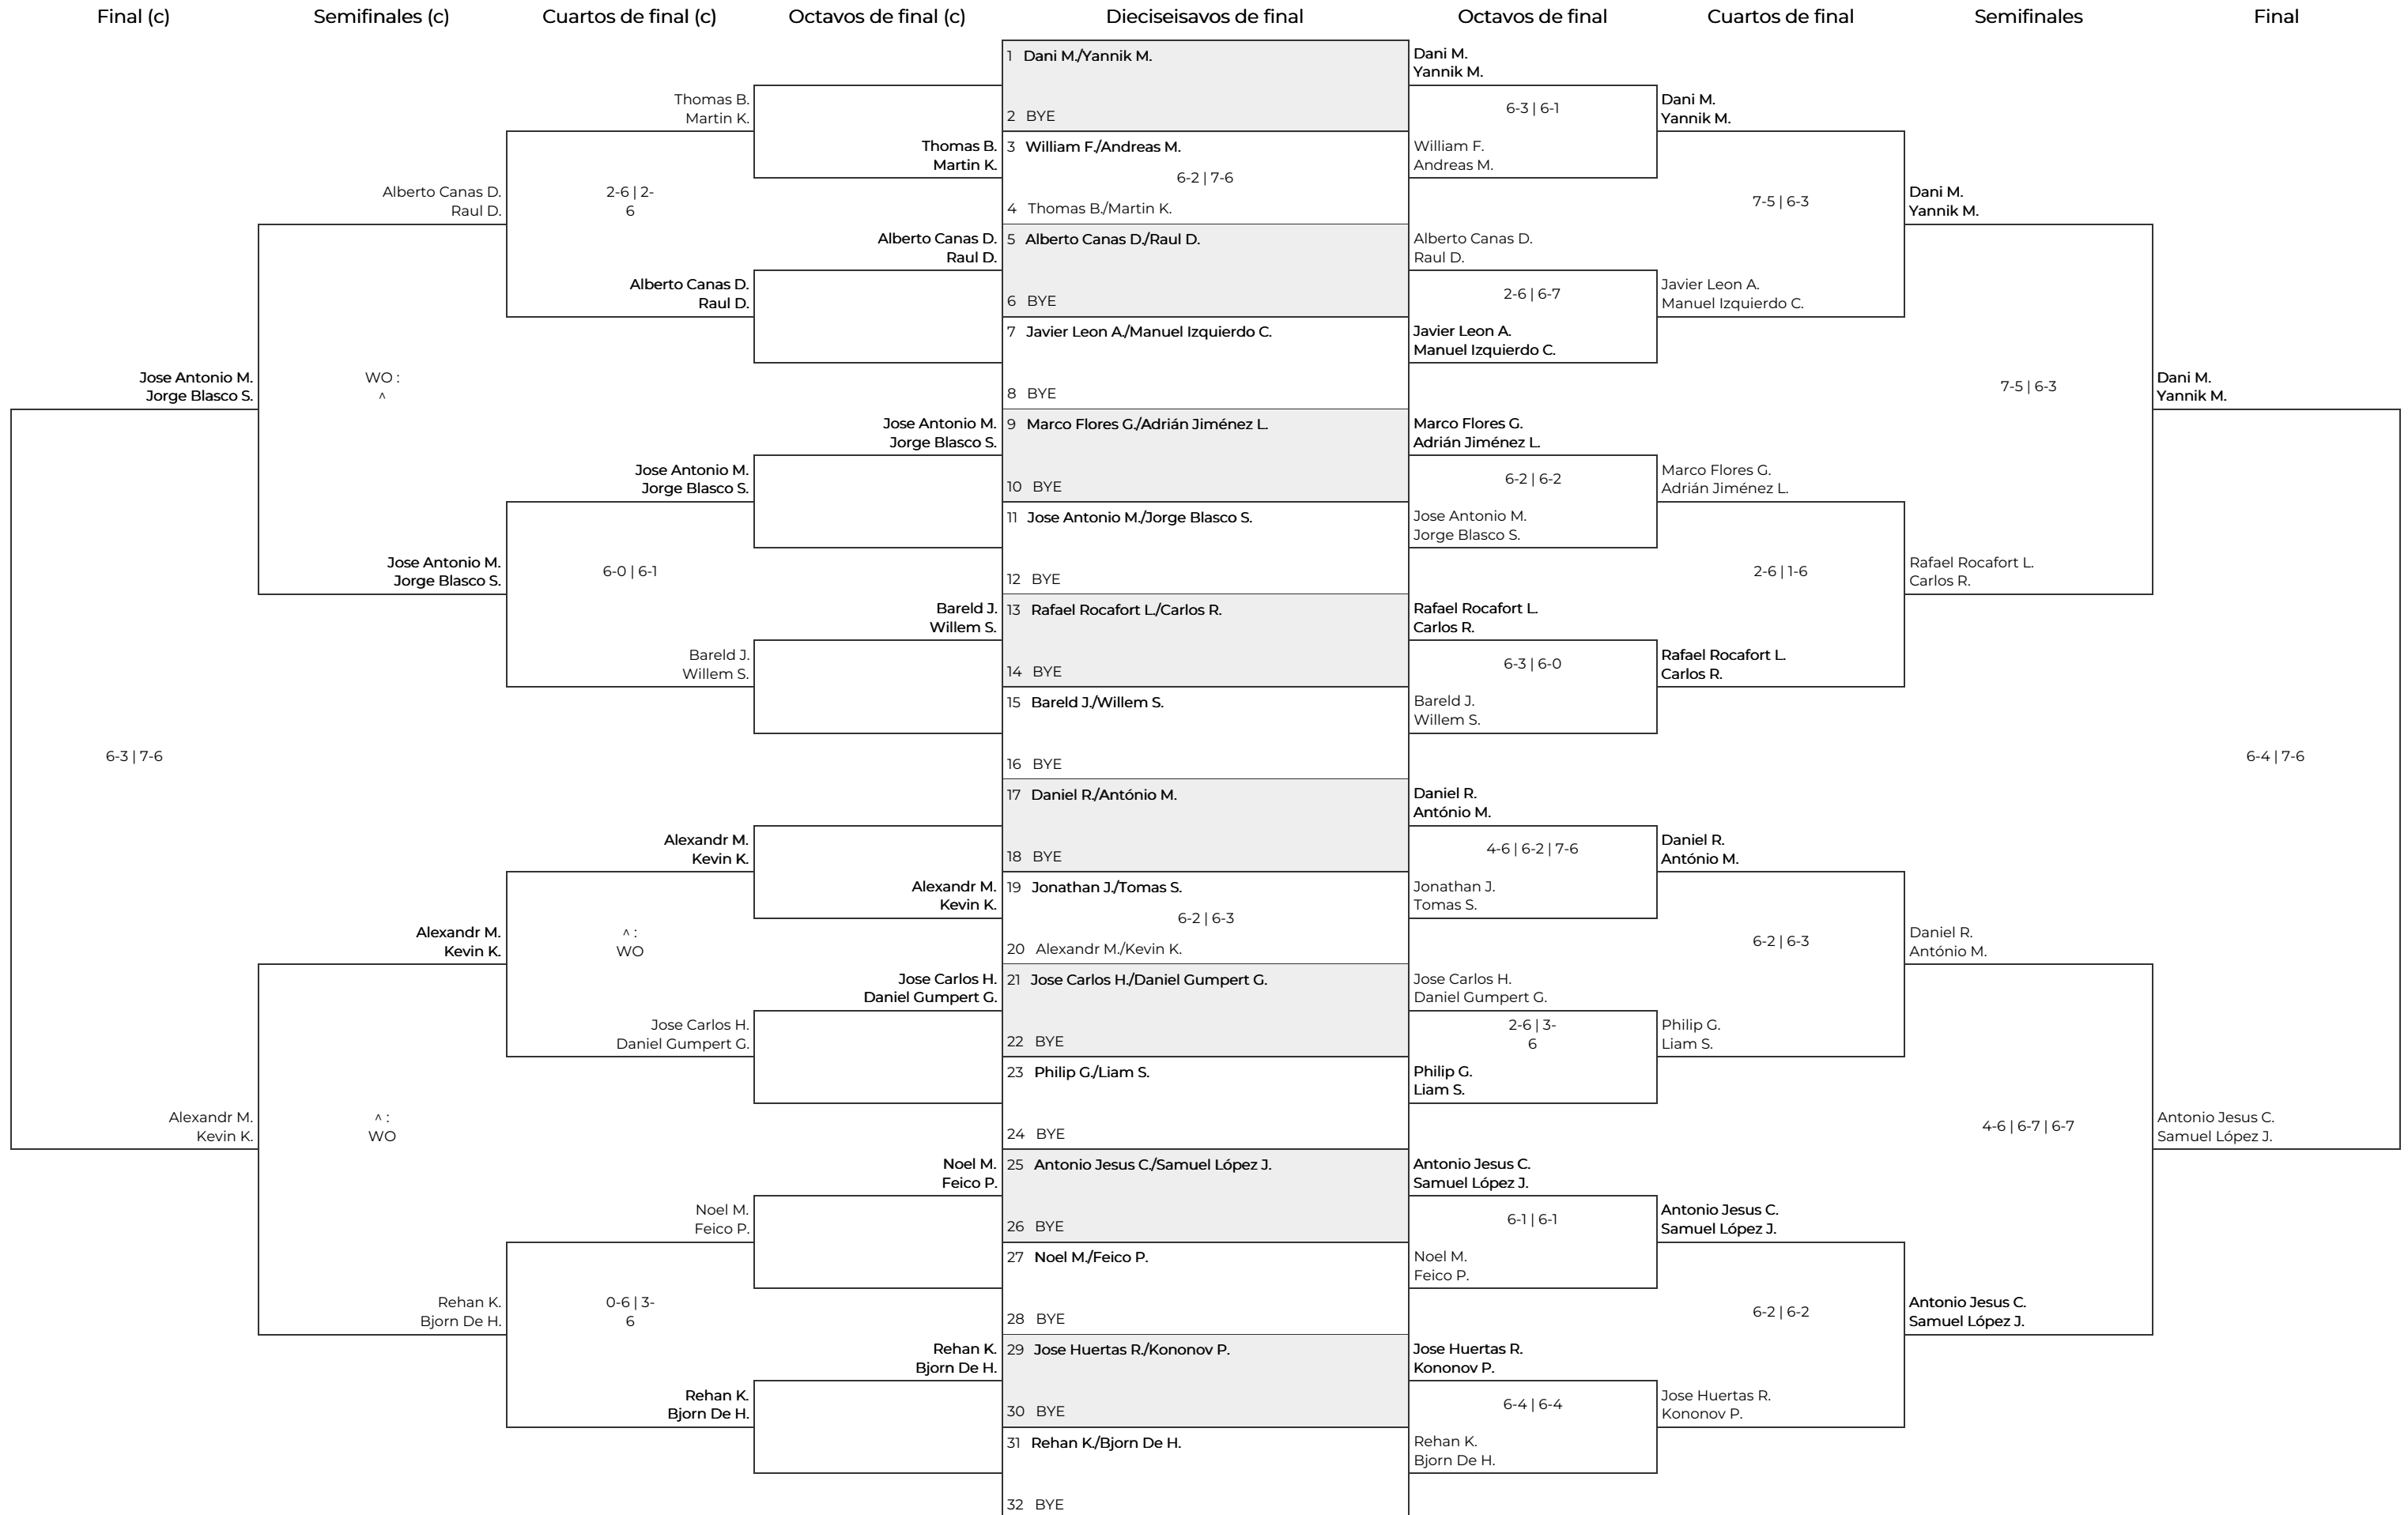 Final (c)
Semifinales (c)
Cuartos de final (c)
Octavos de final (c)
Dieciseisavos de final
Octavos de final
Cuartos de final
Semifinales
Final
Jose Antonio M.
Jorge Blasco S.
6-3 | 7-6
Alexandr M.
Kevin K.
Alberto Canas D.
Raul D.
WO :
^
Jose Antonio M.
Jorge Blasco S.
Alexandr M.
Kevin K.
^ :
WO
Rehan K.
Bjorn De H.
Thomas B.
Martin K.
2-6 | 2-
6
Alberto Canas D.
Raul D.
Jose Antonio M.
Jorge Blasco S.
6-0 | 6-1
Bareld J.
Willem S.
Alexandr M.
Kevin K.
^ :
WO
Jose Carlos H.
Daniel Gumpert G.
Noel M.
Feico P.
0-6 | 3-
6
Rehan K.
Bjorn De H.
Thomas B.
Martin K.
Alberto Canas D.
Raul D.
Jose Antonio M.
Jorge Blasco S.
Bareld J.
Willem S.
Alexandr M.
Kevin K.
Jose Carlos H.
Daniel Gumpert G.
Noel M.
Feico P.
Rehan K.
Bjorn De H.
1 Dani M./Yannik M.
2 BYE
3 William F./Andreas M.
6-2 | 7-6
4 Thomas B./Martin K.
5 Alberto Canas D./Raul D.
6 BYE
7 Javier Leon A./Manuel Izquierdo C.
8 BYE
9 Marco Flores G./Adrián Jiménez L.
10 BYE
11 Jose Antonio M./Jorge Blasco S.
12 BYE
13 Rafael Rocafort L./Carlos R.
14 BYE
15 Bareld J./Willem S.
16 BYE
17 Daniel R./António M.
18 BYE
19 Jonathan J./Tomas S.
6-2 | 6-3
20 Alexandr M./Kevin K.
21 Jose Carlos H./Daniel Gumpert G.
22 BYE
23 Philip G./Liam S.
24 BYE
25 Antonio Jesus C./Samuel López J.
26 BYE
27 Noel M./Feico P.
28 BYE
29 Jose Huertas R./Kononov P.
30 BYE
31 Rehan K./Bjorn De H.
32 BYE
Dani M.
Yannik M.
6-3 | 6-1
William F.
Andreas M.
Alberto Canas D.
Raul D.
2-6 | 6-7
Javier Leon A.
Manuel Izquierdo C.
Marco Flores G.
Adrián Jiménez L.
6-2 | 6-2
Jose Antonio M.
Jorge Blasco S.
Rafael Rocafort L.
Carlos R.
6-3 | 6-0
Bareld J.
Willem S.
Daniel R.
António M.
4-6 | 6-2 | 7-6
Jonathan J.
Tomas S.
Jose Carlos H.
Daniel Gumpert G.
2-6 | 3-
6
Philip G.
Liam S.
Antonio Jesus C.
Samuel López J.
6-1 | 6-1
Noel M.
Feico P.
Jose Huertas R.
Kononov P.
6-4 | 6-4
Rehan K.
Bjorn De H.
Dani M.
Yannik M.
7-5 | 6-3
Javier Leon A.
Manuel Izquierdo C.
Marco Flores G.
Adrián Jiménez L.
2-6 | 1-6
Rafael Rocafort L.
Carlos R.
Daniel R.
António M.
6-2 | 6-3
Philip G.
Liam S.
Antonio Jesus C.
Samuel López J.
6-2 | 6-2
Jose Huertas R.
Kononov P.
Dani M.
Yannik M.
7-5 | 6-3
Rafael Rocafort L.
Carlos R.
Daniel R.
António M.
4-6 | 6-7 | 6-7
Antonio Jesus C.
Samuel López J.
Dani M.
Yannik M.
6-4 | 7-6
Antonio Jesus C.
Samuel López J.